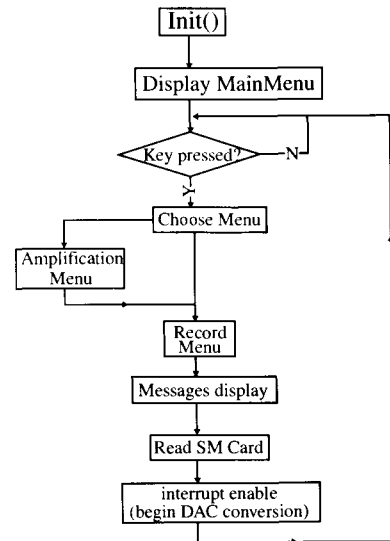 Init()
Display MainMenu
Key pressed?
N
Y
Choose Menu
Amplification
Menu
Record
Menu
Messages display
Read SM Card
interrupt enable
(begin DAC conversion)